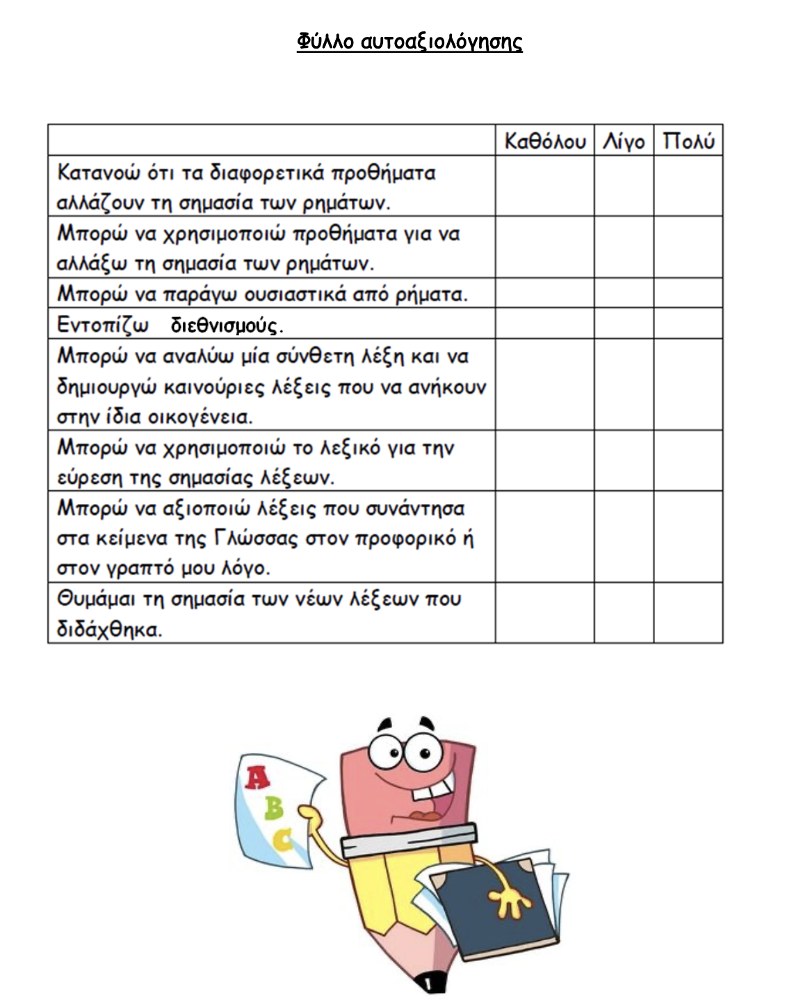 Φύλλο αυτοαξιολόγησης
Καθόλου Λίγο Πολύ
Κατανοώ ότι τα διαφορετικά προθήματα
αλλάζουν τη σημασία των ρημάτων.
Μπορώ να χρησιμοποιώ προθήματα για να
αλλάξω τη σημασία των ρημάτων.
Μπορώ να παράγω ουσιαστικά από ρήματα.
Εντοπίζω διεθνισμούς.
Μπορώ να αναλύω μία σύνθετη λέξη και να
δημιουργώ καινούριες λέξεις που να ανήκουν
στην ίδια οικογένεια.
Μπορώ να χρησιμοποιώ το λεξικό για την
εύρεση της σημασίας λέξεων.
Μπορώ να αξιοποιώ λέξεις που συνάντησα
στα κείμενα της Γλώσσας στον προφορικό ή
στον γραπτό μου λόγο.
Θυμάμαι τη σημασία των νέων λέξεων που
διδάχθηκα.
A
B
C